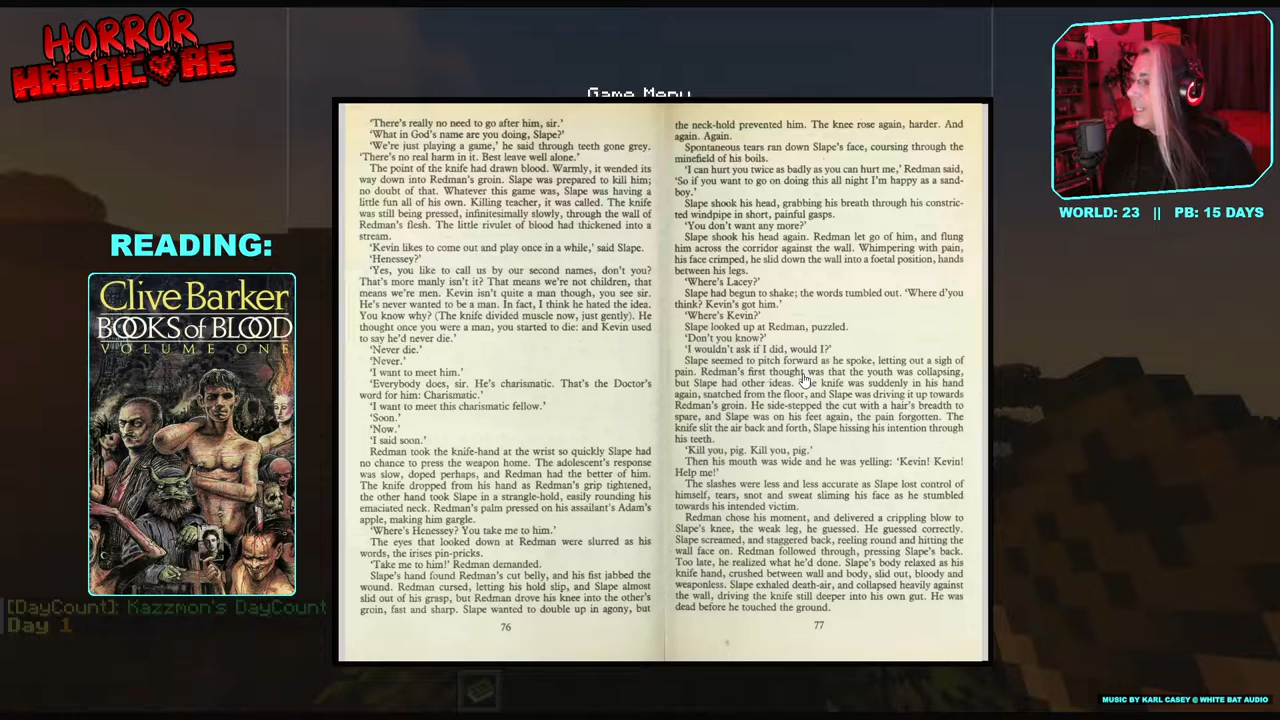 HORROR
HARDCORE
Game Menu
WORLD: 23 || PB: 15 DAYS
READING:
Clive Barker
BOOKS of BLOOD
VOLUME ONE
[DayCount]: Kazzmon's DayCount
Day 1
‘There's really no need to go after him, sir.’
‘What in God's name are you doing, Slape?’
‘We're just playing a game,’ he said through teeth gone grey.
‘There's no real harm in it. Best leave well alone.’
The point of the knife had drawn blood. Warmly, it wended its
way down into Redman's groin. Slape was prepared to kill him;
no doubt of that. Whatever this game was, Slape was having a
little fun all of his own. Killing teacher, it was called. The knife
was still being pressed, infinitesimally slowly, through the wall of
Redman's flesh. The little rivulet of blood had thickened into a
stream.
‘Kevin likes to come out and play once in a while,’ said Slape.
‘Henessey?’
‘Yes, you like to call us by our second names, don't you?
That's more manly isn't it? That means we're not children, that
means we're men. Kevin isn't quite a man though, you see sir.
He's never wanted to be a man. In fact, I think he hated the idea.
You know why? (The knife divided muscle now, just gently). He
thought once you were a man, you started to die: and Kevin used
to say he'd never die.’
‘Never die.’
‘Never.’
‘I want to meet him.’
‘Everybody does, sir. He's charismatic. That's the Doctor's
word for him: Charismatic.’
‘I want to meet this charismatic fellow.’
‘Soon.’
‘Now.’
‘I said soon.’
Redman took the knife-hand at the wrist so quickly Slape had
no chance to press the weapon home. The adolescent's response
was slow, doped perhaps, and Redman had the better of him.
The knife dropped from his hand as Redman's grip tightened,
the other hand took Slape in a strangle-hold, easily rounding his
emaciated neck. Redman's palm pressed on his assailant's Adam's
apple, making him gargle.
‘Where's Henessey? You take me to him.’
The eyes that looked down at Redman were slurred as his
words, the irises pin-pricks.
‘Take me to him!’ Redman demanded.
Slape's hand found Redman's cut belly, and his fist jabbed the
wound. Redman cursed, letting his hold slip, and Slape almost
slid out of his grasp, but Redman drove his knee into the other's
groin, fast and sharp. Slape wanted to double up in agony, but
76
the neck-hold prevented him. The knee rose again, harder. And
again. Again.
Spontaneous tears ran down Slape's face, coursing through the
minefield of his boils.
‘I can hurt you twice as badly as you can hurt me,’ Redman said,
‘So if you want to go on doing this all night I'm happy as a sand-
boy.’
Slape shook his head, grabbing his breath through his constric-
ted windpipe in short, painful gasps.
‘You don't want any more?’
Slape shook his head again. Redman let go of him, and flung
him across the corridor against the wall. Whimpering with pain,
his face crimped, he slid down the wall into a foetal position, hands
between his legs.
‘Where's Lacey?’
Slape had begun to shake; the words tumbled out. ‘Where d'you
think? Kevin's got him.’
‘Where's Kevin?’
Slape looked up at Redman, puzzled.
‘Don't you know?’
‘I wouldn't ask if I did, would I?’
Slape seemed to pitch forward as he spoke, letting out a sigh of
pain. Redman's first thought was that the youth was collapsing,
but Slape had other ideas. knife was suddenly in his hand
again, snatched from the floor, and Slape was driving it up towards
Redman's groin. He side-stepped the cut with a hair's breadth to
spare, and Slape was on his feet again, the pain forgotten. The
knife slit the air back and forth, Slape hissing his intention through
his teeth.
‘Kill you, pig. Kill you, pig.’
Then his mouth was wide and he was yelling: ‘Kevin! Kevin!
Help me!’
The slashes were less and less accurate as Slape lost control of
himself, tears, snot and sweat sliming his face as he stumbled
towards his intended victim.
Redman chose his moment, and delivered a crippling blow to
Slape's knee, the weak leg, he guessed. He guessed correctly.
Slape screamed, and staggered back, reeling round and hitting the
wall face on. Redman followed through, pressing Slape's back.
Too late, he realized what he'd done. Slape's body relaxed as his
knife hand, crushed between wall and body, slid out, bloody and
weaponless. Slape exhaled death-air, and collapsed heavily against
the wall, driving the knife still deeper into his own gut. He was
dead before he touched the ground.
77
MUSIC BY KARL CASEY @ WHITE BAT AUDIO